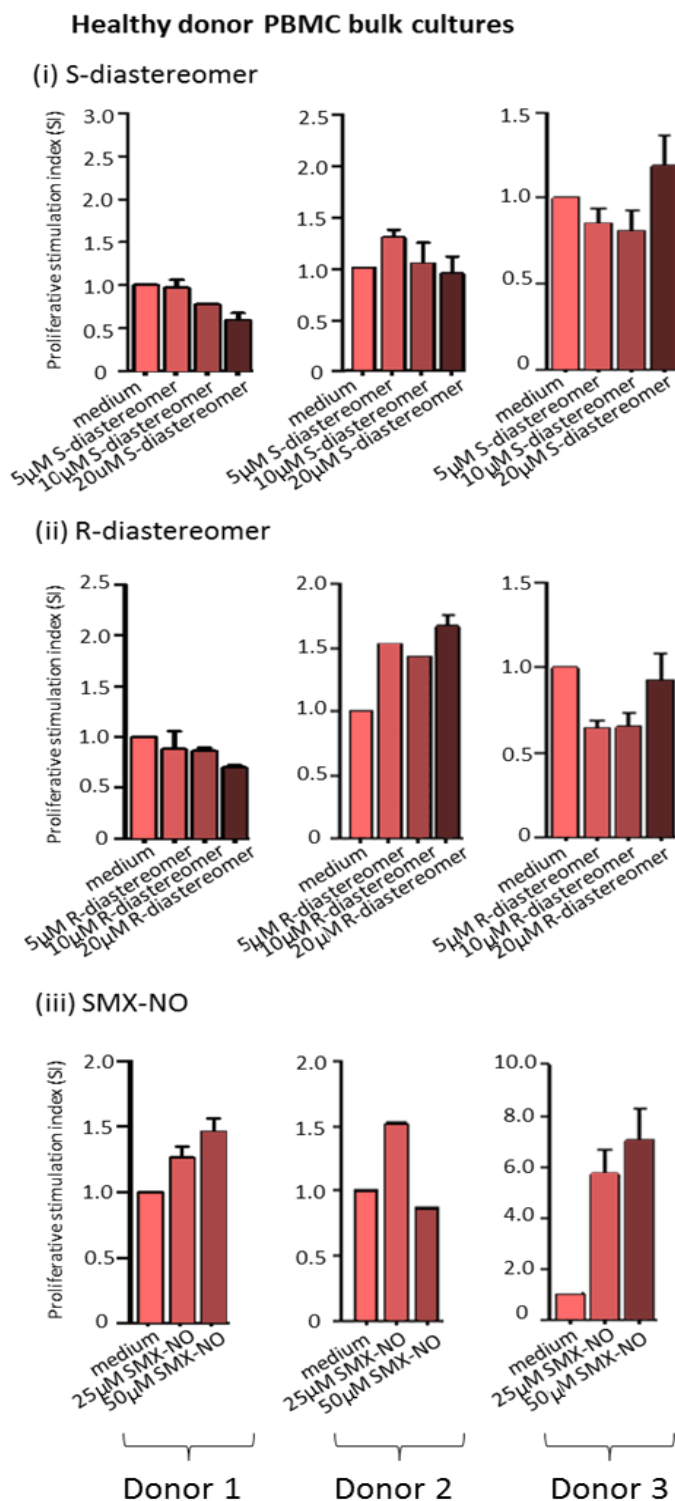 Healthy donor PBMC bulk cultures
(i) S-diastereomer
Proliferative stimulation index (SI)
3.0
2.5
2.0
1.5
1.0
0.5
0
medium
5µM S-diastereomer
10µM S-diastereomer
20uM S-diastereomer
2.5
2.0
1.5
1.0
0.5
0
medium
5µM S-diastereomer
10µM S-diastereomer
20µM S-diastereomer
1.5
1.0
0.5
0
medium
5µM S-diastereomer
10µM S-diastereomer
20µM S-diastereomer
(ii) R-diastereomer
Proliferative stimulation index (SI)
2.5
2.0
1.5
1.0
0.5
0
medium
5µM R-diastereomer
10µM R-diastereomer
20µM R-diastereomer
2.0
1.5
1.0
0.5
0
medium
5µM R-diastereomer
10µM R-diastereomer
20µM R-diastereomer
1.5
1.0
0.5
0
medium
5µM R-diastereomer
10µM R-diastereomer
20µM R-diastereomer
(iii) SMX-NO
Proliferative stimulation index (SI)
2.0
1.5
1.0
0.5
0
medium
25µM SMX-NO
50µM SMX-NO
2.0
1.5
1.0
0.5
0
medium
25µM SMX-NO
50µM SMX-NO
10.0
8.0
6.0
4.0
2.0
0
medium
25µM SMX-NO
50µM SMX-NO
Donor 1
Donor 2
Donor 3